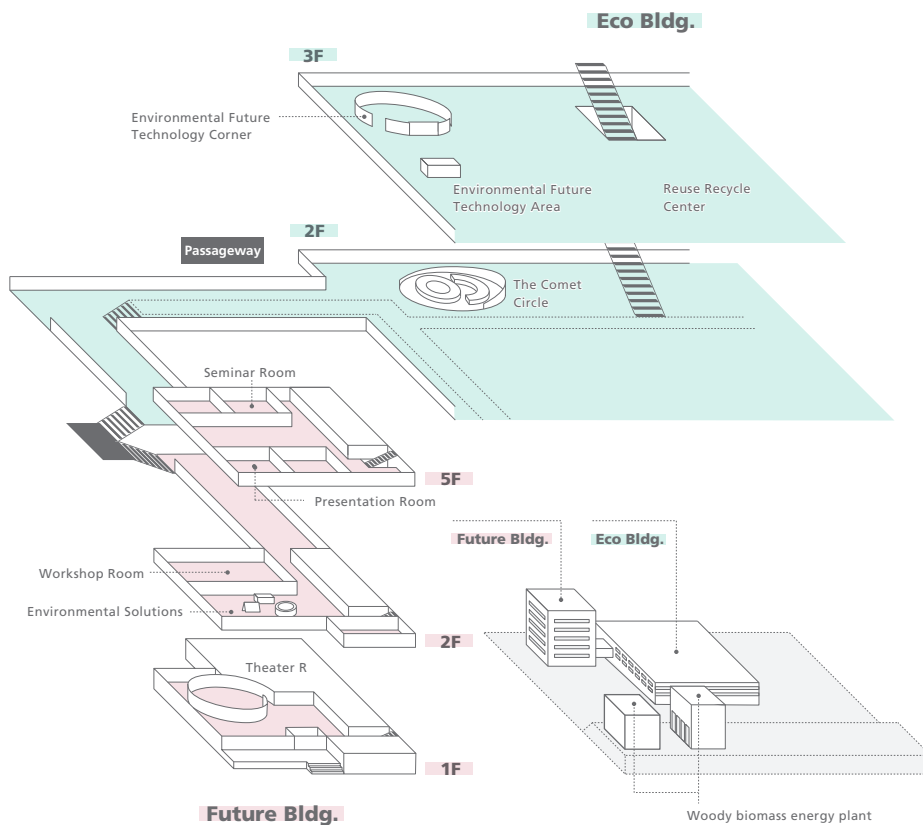 Eco Bldg.
3F
Environmental Future
Technology Corner
Environmental Future
Technology Area
Reuse Recycle
Center
2F
Passageway
The Comet
Circle
Seminar Room
5F
Presentation Room
Future Bldg.
Eco Bldg.
Workshop Room
Environmental Solutions
2F
Theater R
1F
Future Bldg.
Woody biomass energy plant